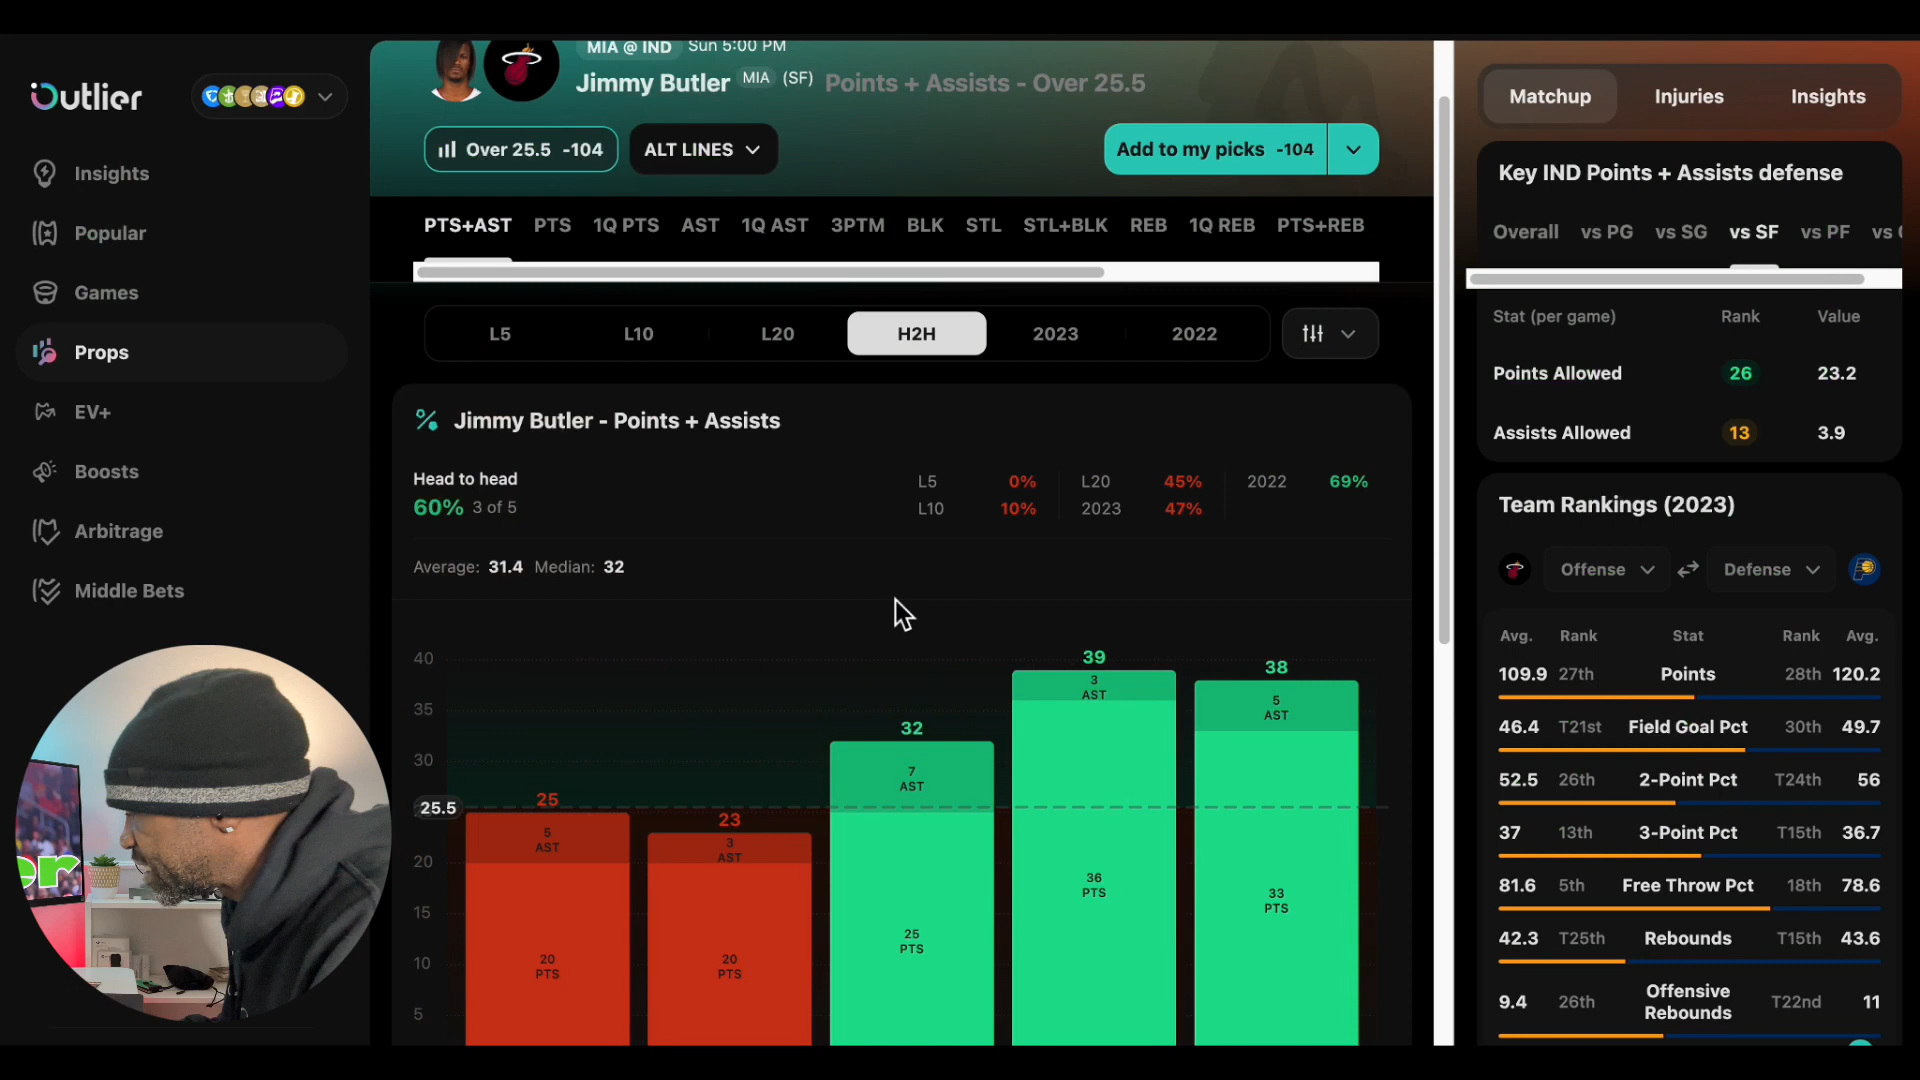 Outlier
Insights
Popular
Games
Props
EV+
Boosts
Arbitrage
Middle Bets
MIA @ IND Sun 5:00 PM
Jimmy Butler MIA (SF) Points + Assists - Over 25.5
Over 25.5 -104 ALT LINES
Add to my picks -104
PTS+AST PTS 1Q PTS AST 1Q AST 3PTM BLK STL STL+BLK REB 1Q REB PTS+REB
L5 L10 L20 H2H 2023 2022
Jimmy Butler - Points + Assists
Head to head
60% 3 of 5
L5 0% L20 45% 2022 69%
L10 10% 2023 47%
Average: 31.4 Median: 32
40
35
30
25.5
20
15
10
5
25
5
AST
20
PTS
23
3
AST
20
PTS
32
7
AST
25
PTS
39
3
AST
36
PTS
38
5
AST
33
PTS
Matchup Injuries Insights
Key IND Points + Assists defense
Overall vs PG vs SG vs SF vs PF vs
Stat (per game) Rank Value
Points Allowed 26 23.2
Assists Allowed 13 3.9
Team Rankings (2023)
Offense Defense
Avg. Rank Stat Rank Avg.
109.9 27th Points 28th 120.2
46.4 T21st Field Goal Pct 30th 49.7
52.5 26th 2-Point Pct T24th 56
37 13th 3-Point Pct T15th 36.7
81.6 5th Free Throw Pct 18th 78.6
42.3 T25th Rebounds T15th 43.6
9.4 26th Offensive Rebounds T22nd 11
er